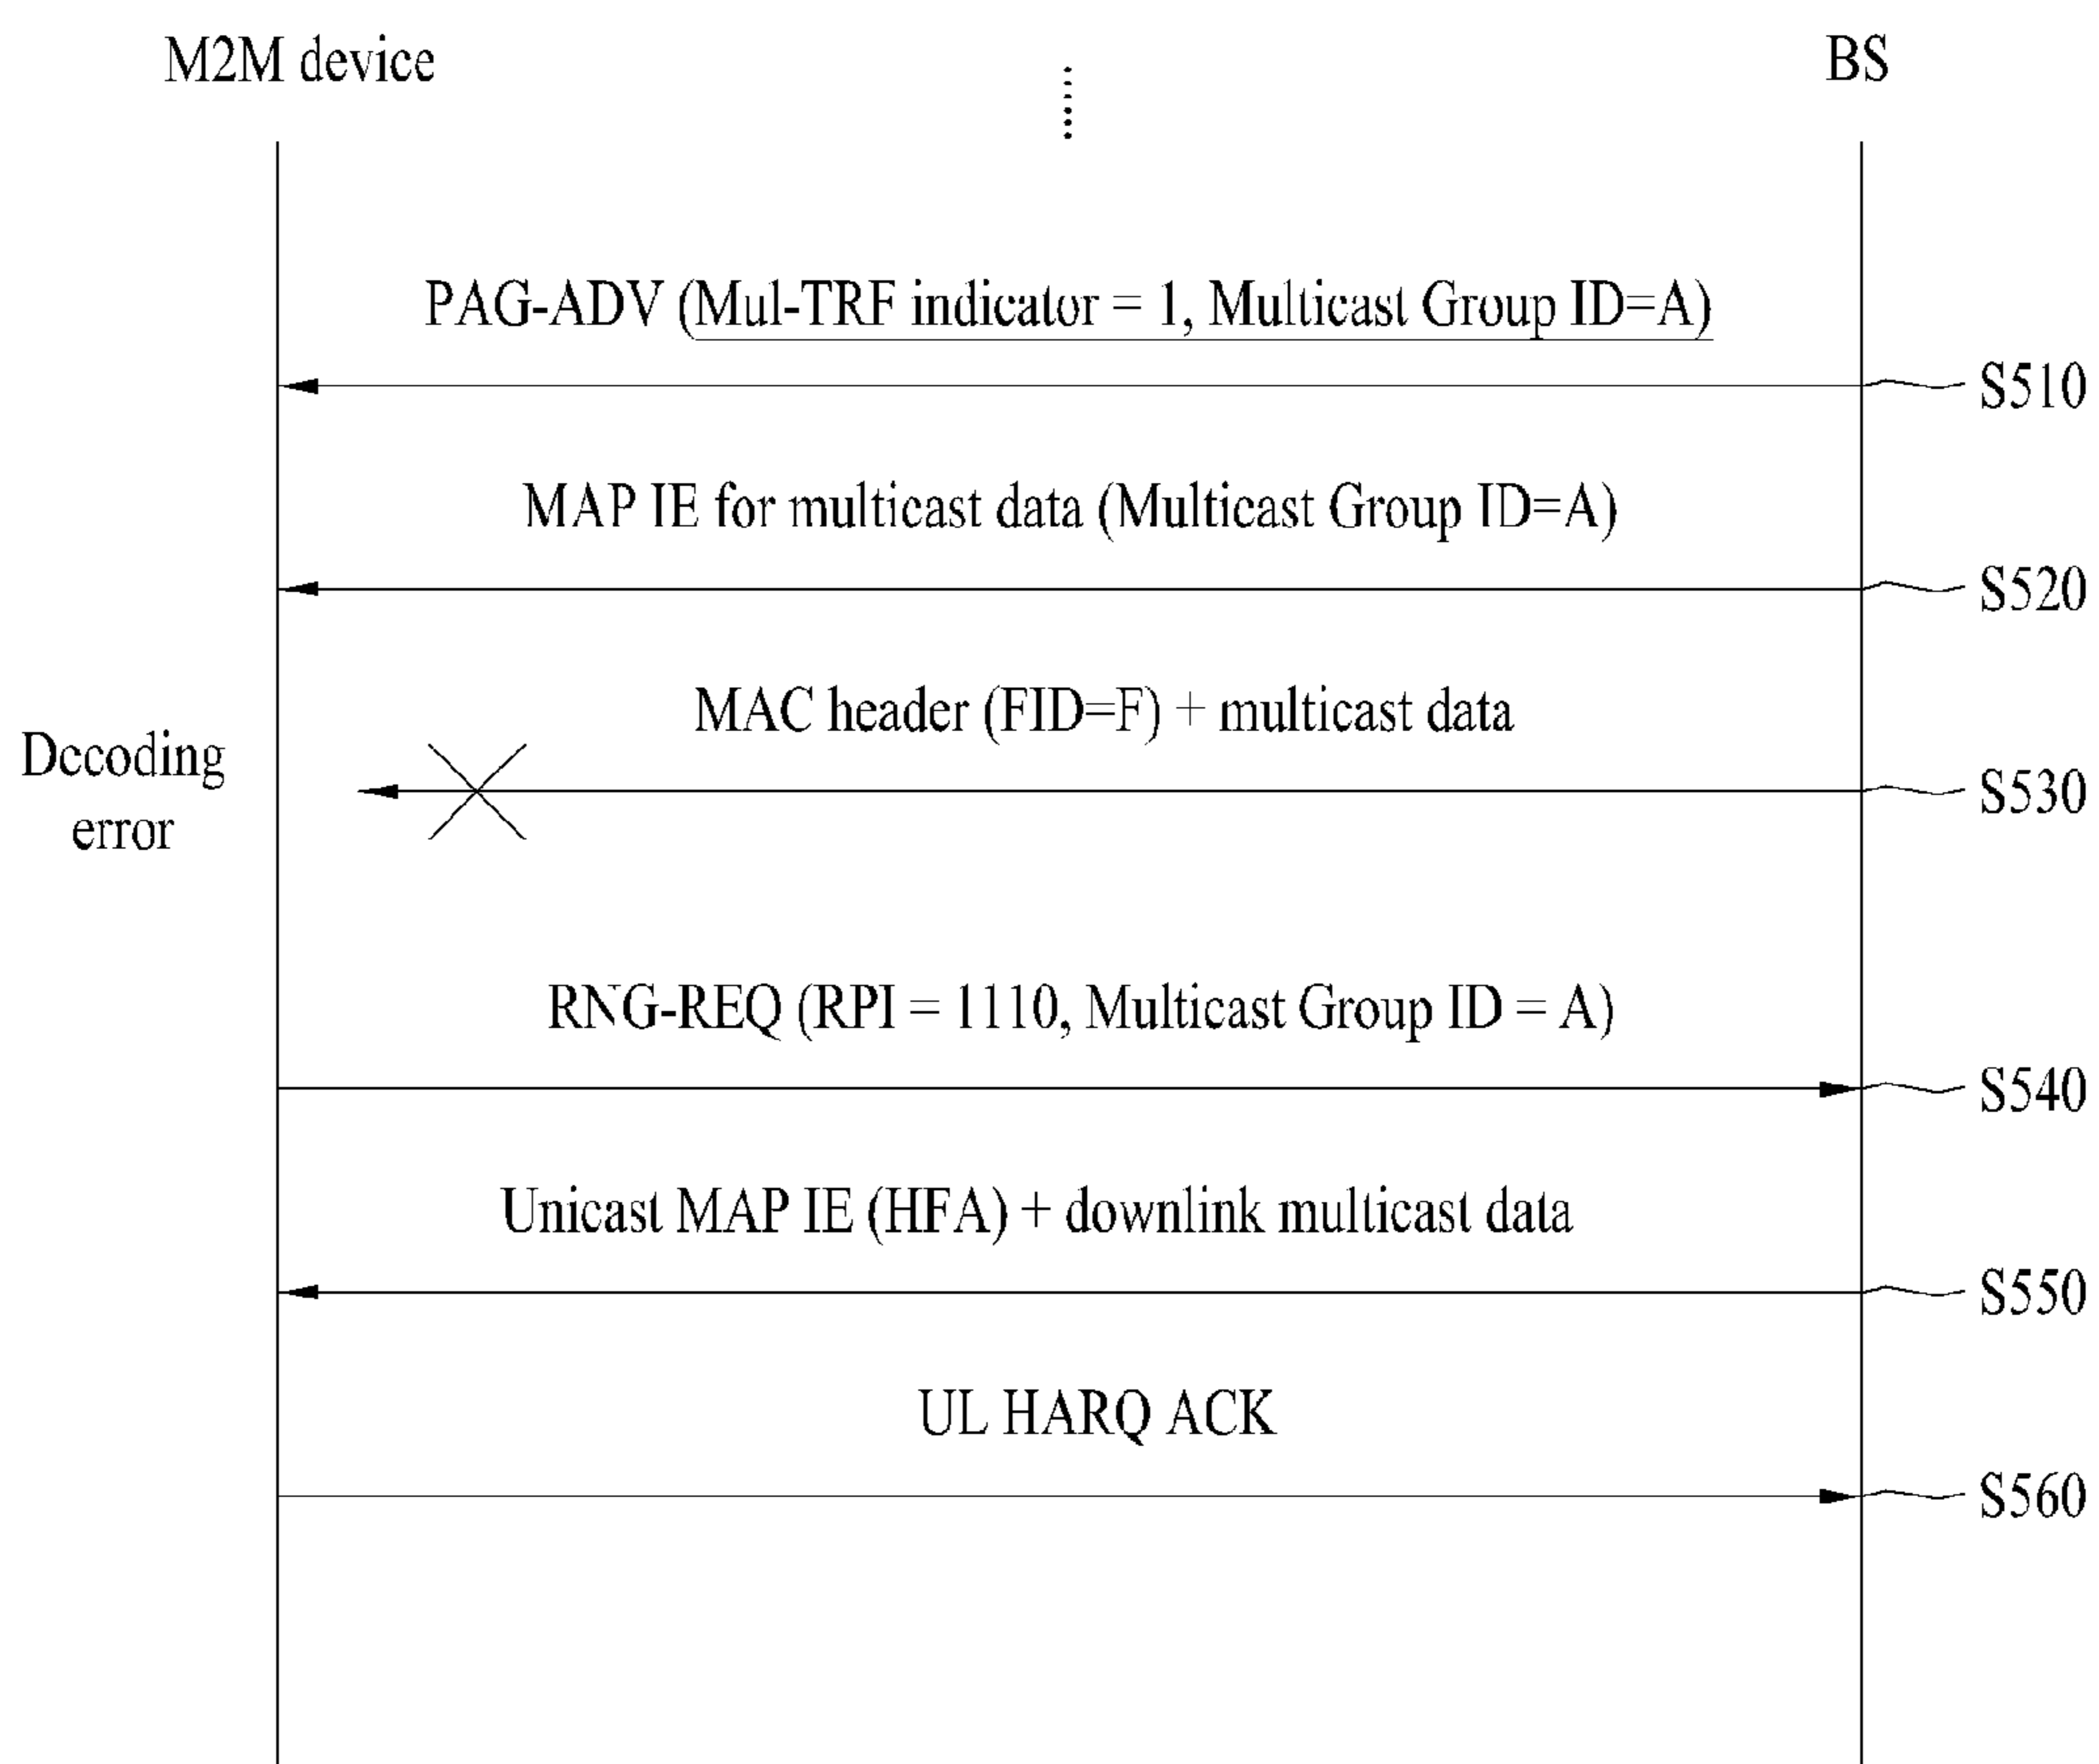 M2M device
BS
PAG-ADV (Mul-TRF indicator = 1, Multicast Group ID=A)
S510
MAP IE for multicast data (Multicast Group ID=A)
S520
MAC header (FID=F) + multicast data
Decoding
error
S530
RNG-REQ (RPI = 1110, Multicast Group ID = A)
S540
Unicast MAP IE (HFA) + downlink multicast data
S550
UL HARQ ACK
S560